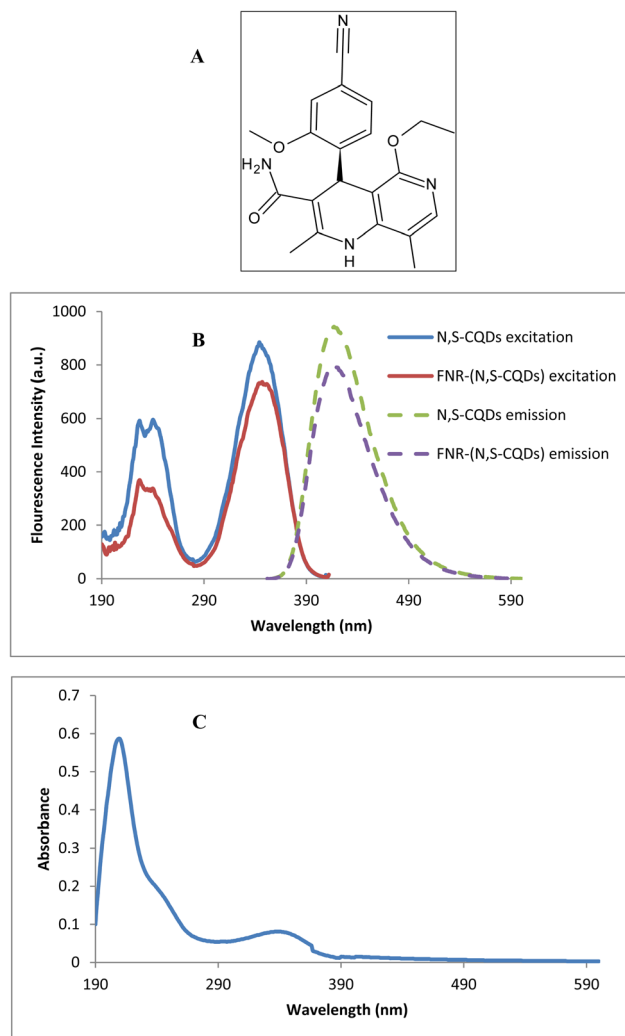 A
N
O
O
H₂N
N
O
N
H
B
Flourescence Intensity (a.u.)
1000
800
600
400
200
0
190 290 390 490 590
Wavelength (nm)
N,S-CQDs excitation
FNR-(N,S-CQDs) excitation
N,S-CQDs emission
FNR-(N,S-CQDs) emission
C
Absorbance
0.7
0.6
0.5
0.4
0.3
0.2
0.1
0
190 290 390 490 590
Wavelength (nm)